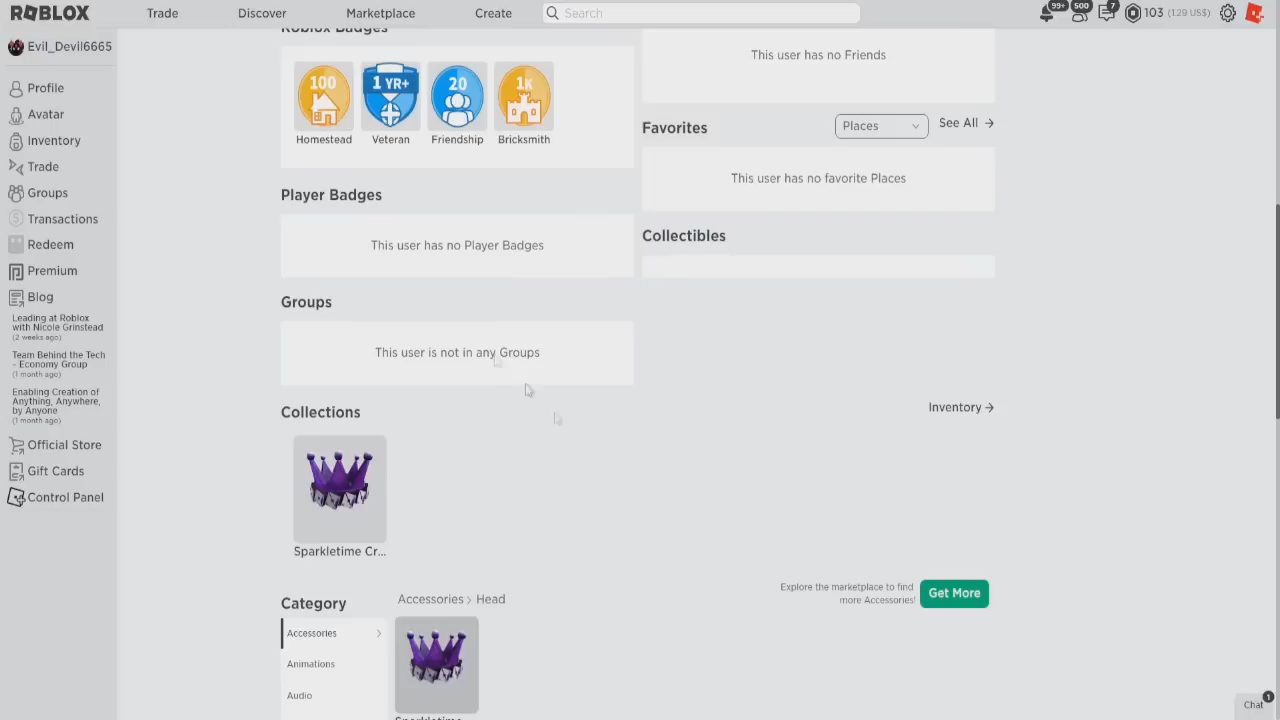 ROBLOX
Trade
Discover
Marketplace
Create
Search
99+
500
7
103 (1.29 US$)
Evil_Devil6665
Profile
Avatar
Inventory
Trade
Groups
Transactions
Redeem
Premium
Blog
Leading at Roblox
with Nicole Grinstead
(2 weeks ago)
Team Behind the Tech
- Economy Group
(1 month ago)
Enabling Creation of
Anything, Anywhere,
by Anyone
(1 month ago)
Official Store
Gift Cards
Control Panel
Roblox Badges
100
1 YR+
20
1K
Homestead
Veteran
Friendship
Bricksmith
Player Badges
This user has no Player Badges
Groups
This user is not in any Groups
This user has no Friends
Favorites
Places
See All
This user has no favorite Places
Collectibles
Collections
Inventory
Sparkletime Cr...
Category
Accessories > Head
Explore the marketplace to find
more Accessories!
Get More
Accessories
Animations
Audio
Sparkletime
Chat
1